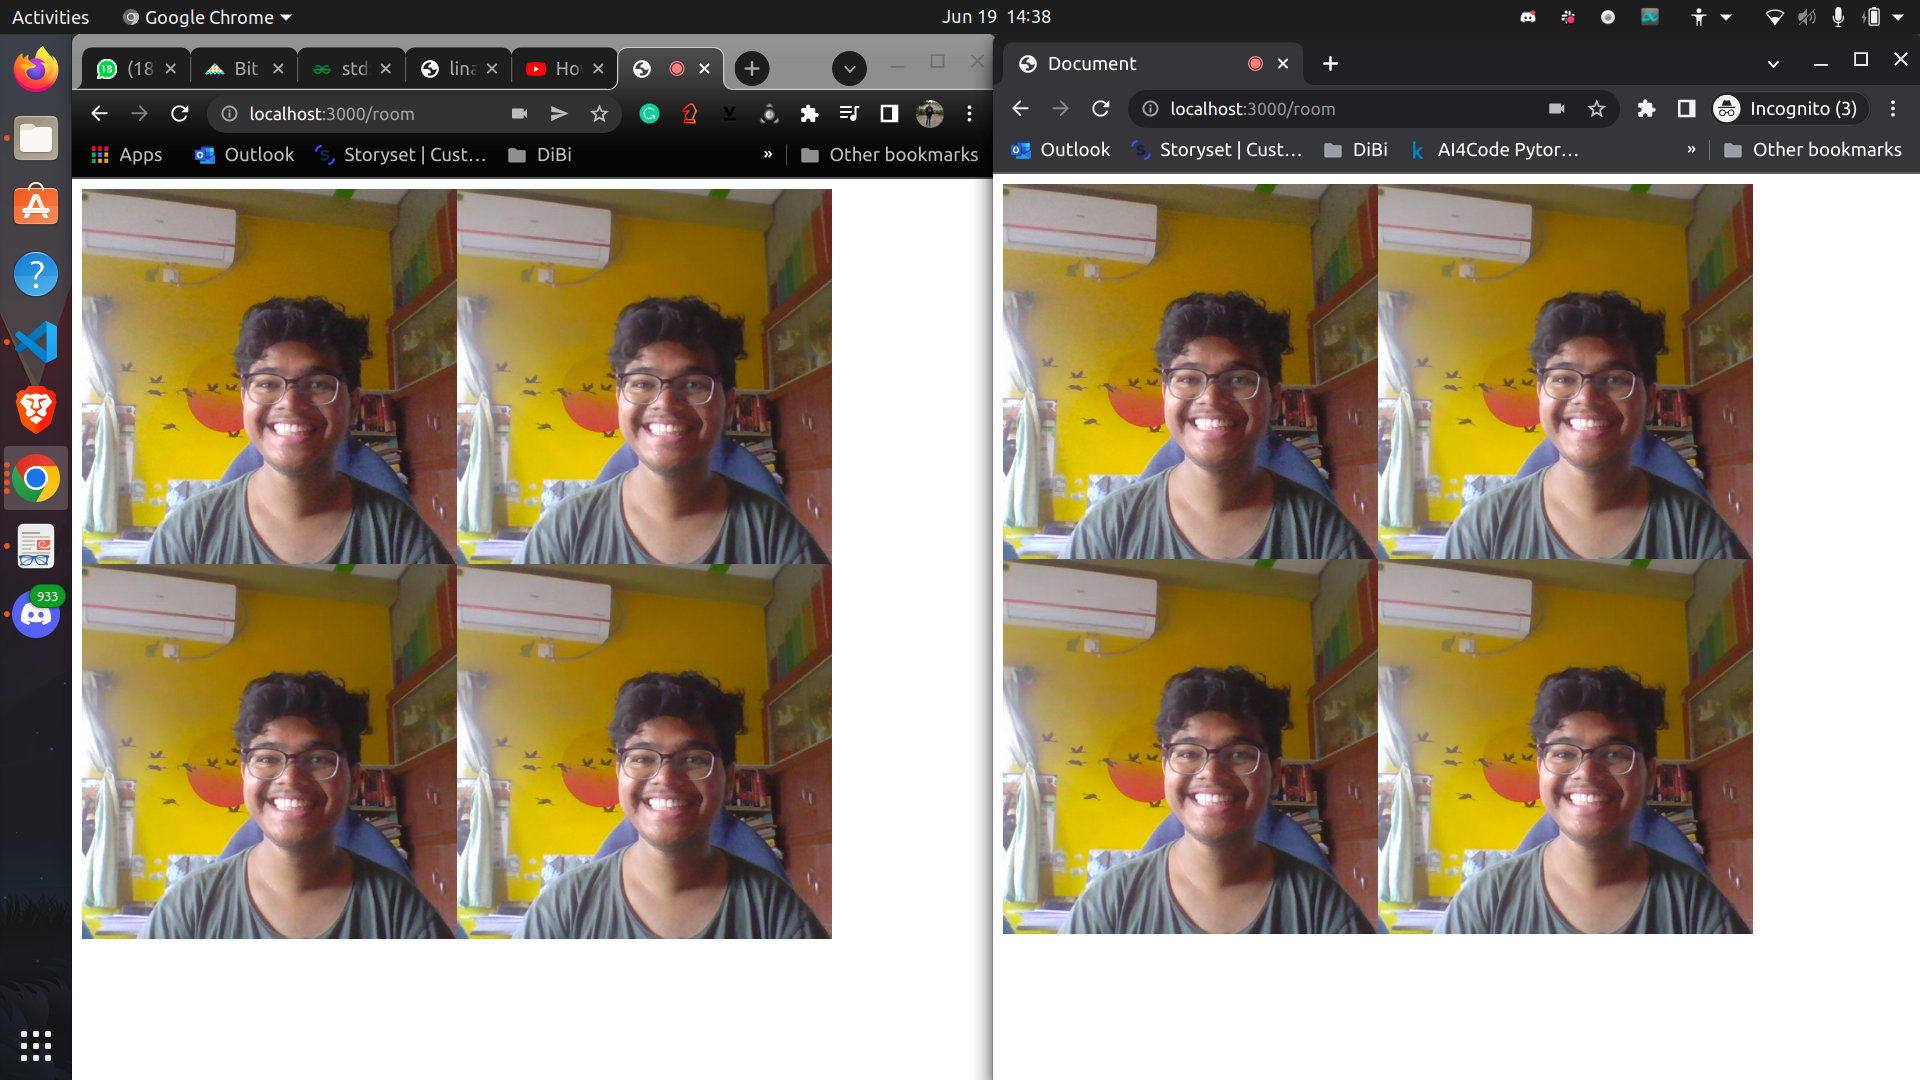 Activities
Google Chrome
Jun 19 14:38
(18
Bit
std
lina
Ho
localhost:3000/room
Apps
Outlook
Storyset | Cust…
DiBi
»
Other bookmarks
Document
localhost:3000/room
Incognito (3)
Outlook
Storyset | Cust…
DiBi
AI4Code Pytor…
»
Other bookmarks
933